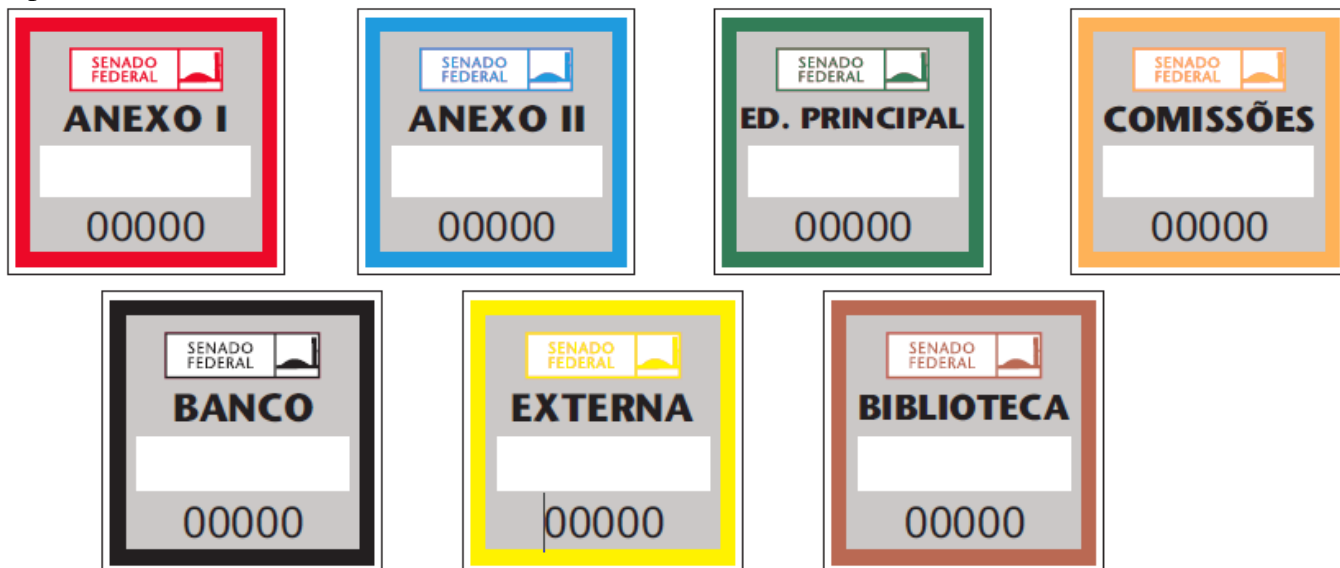 SENADO
FEDERAL
ANEXO I
00000
SENADO
FEDERAL
ANEXO II
00000
SENADO
FEDERAL
ED. PRINCIPAL
00000
SENADO
FEDERAL
COMISSÕES
00000
SENADO
FEDERAL
BANCO
00000
SENADO
FEDERAL
EXTERNA
00000
SENADO
FEDERAL
BIBLIOTECA
00000